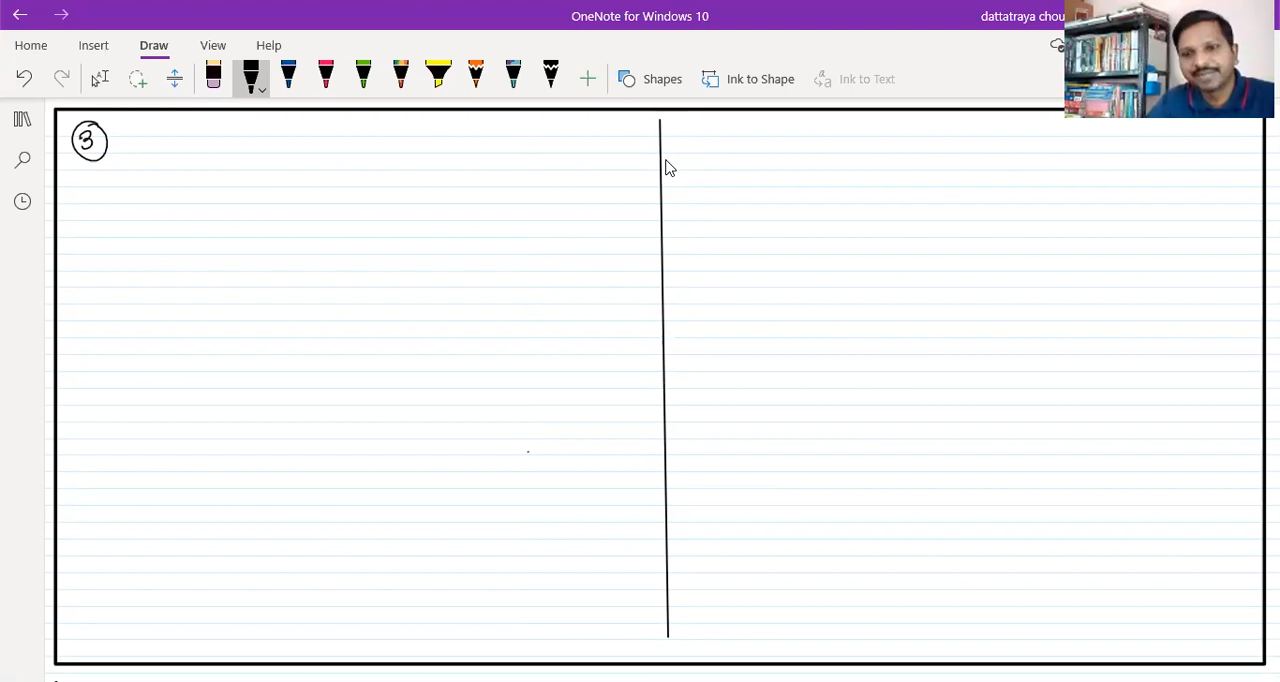 OneNote for Windows 10
dattatraya chou
Home Insert Draw View Help
Shapes Ink to Shape Ink to Text
3